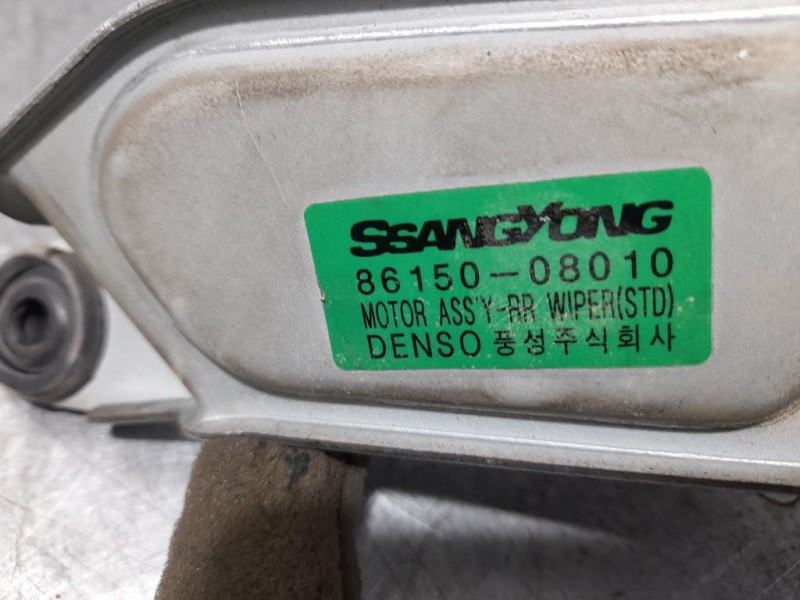 SSANGYONG
86150-08010
MOTOR ASS'Y-RR WIPER(STD)
DENSO 풍성주식회사